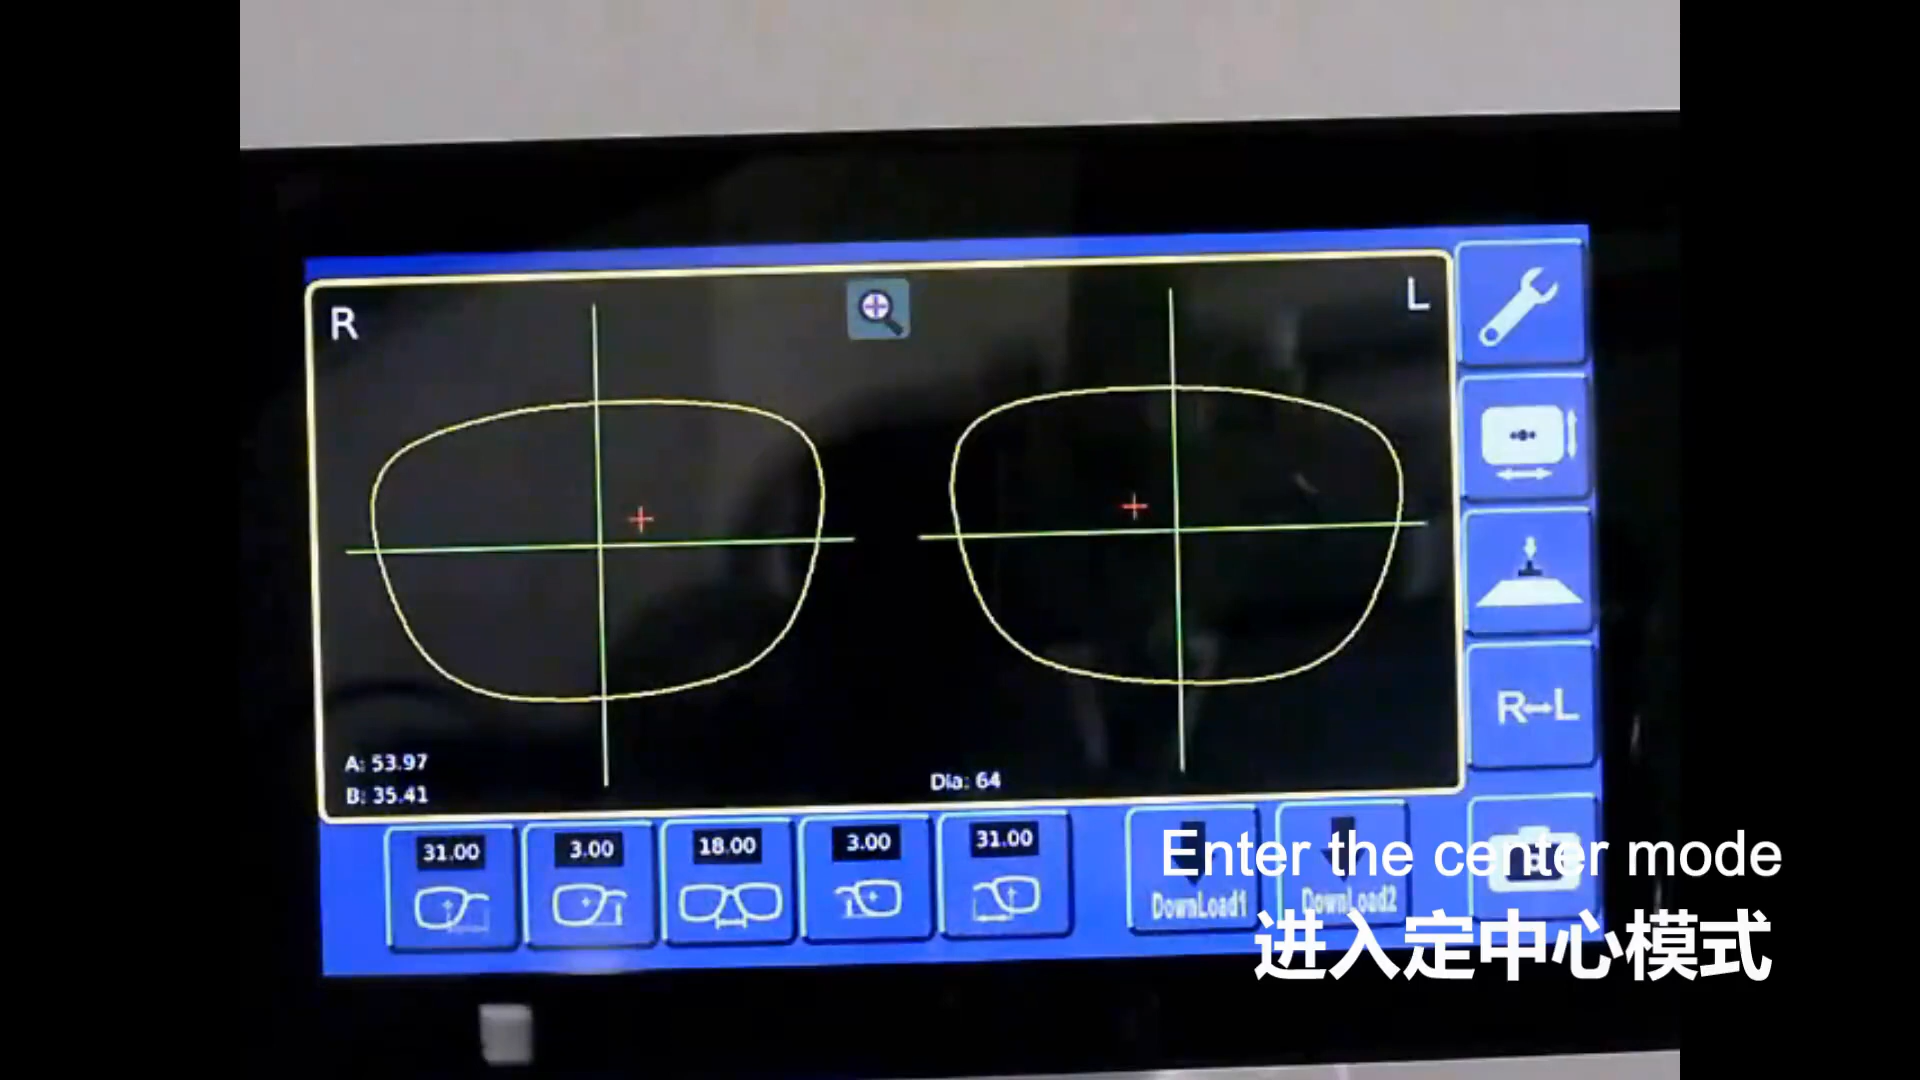 R
L
A: 53.97
B: 35.41
Dia: 64
R↔L
31.00
3.00
18.00
3.00
31.00
DownLoad1
DownLoad2
Enter the center mode
进入定中心模式